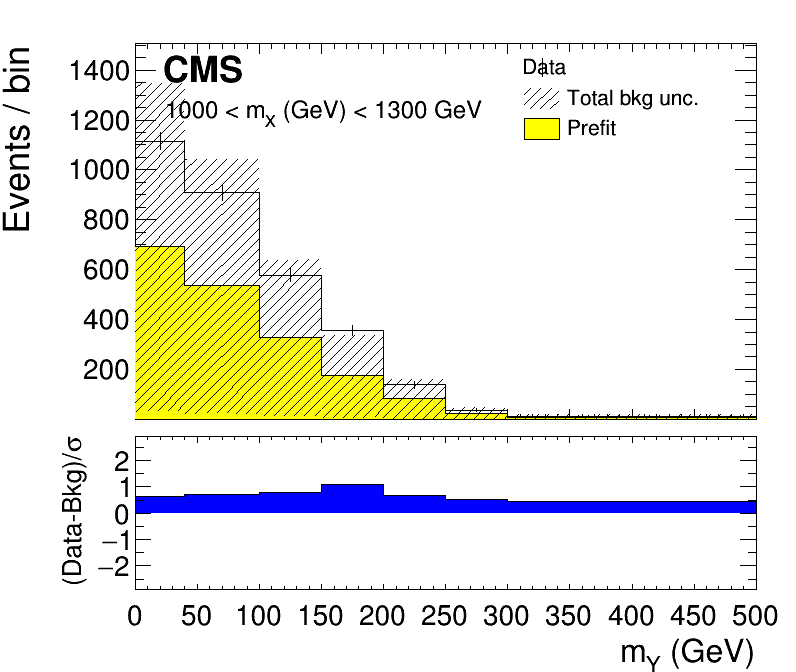 CMS
1000 < mX (GeV) < 1300 GeV
Data
Total bkg unc.
Prefit
Events / bin
1400
1200
1000
800
600
400
200
(Data-Bkg)/σ
2
1
0
−1
−2
0 50 100 150 200 250 300 350 400 450 500
mY (GeV)